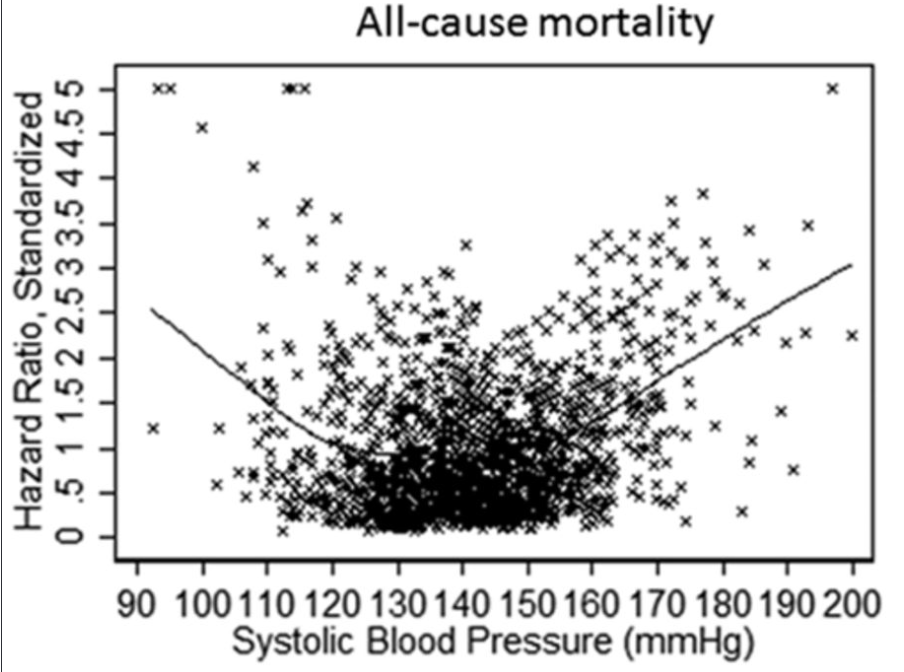 All-cause mortality
Hazard Ratio, Standardized
5
4.5
4
3.5
3
2.5
2
1.5
1
.5
0
90 100 110 120 130 140 150 160 170 180 190 200
Systolic Blood Pressure (mmHg)